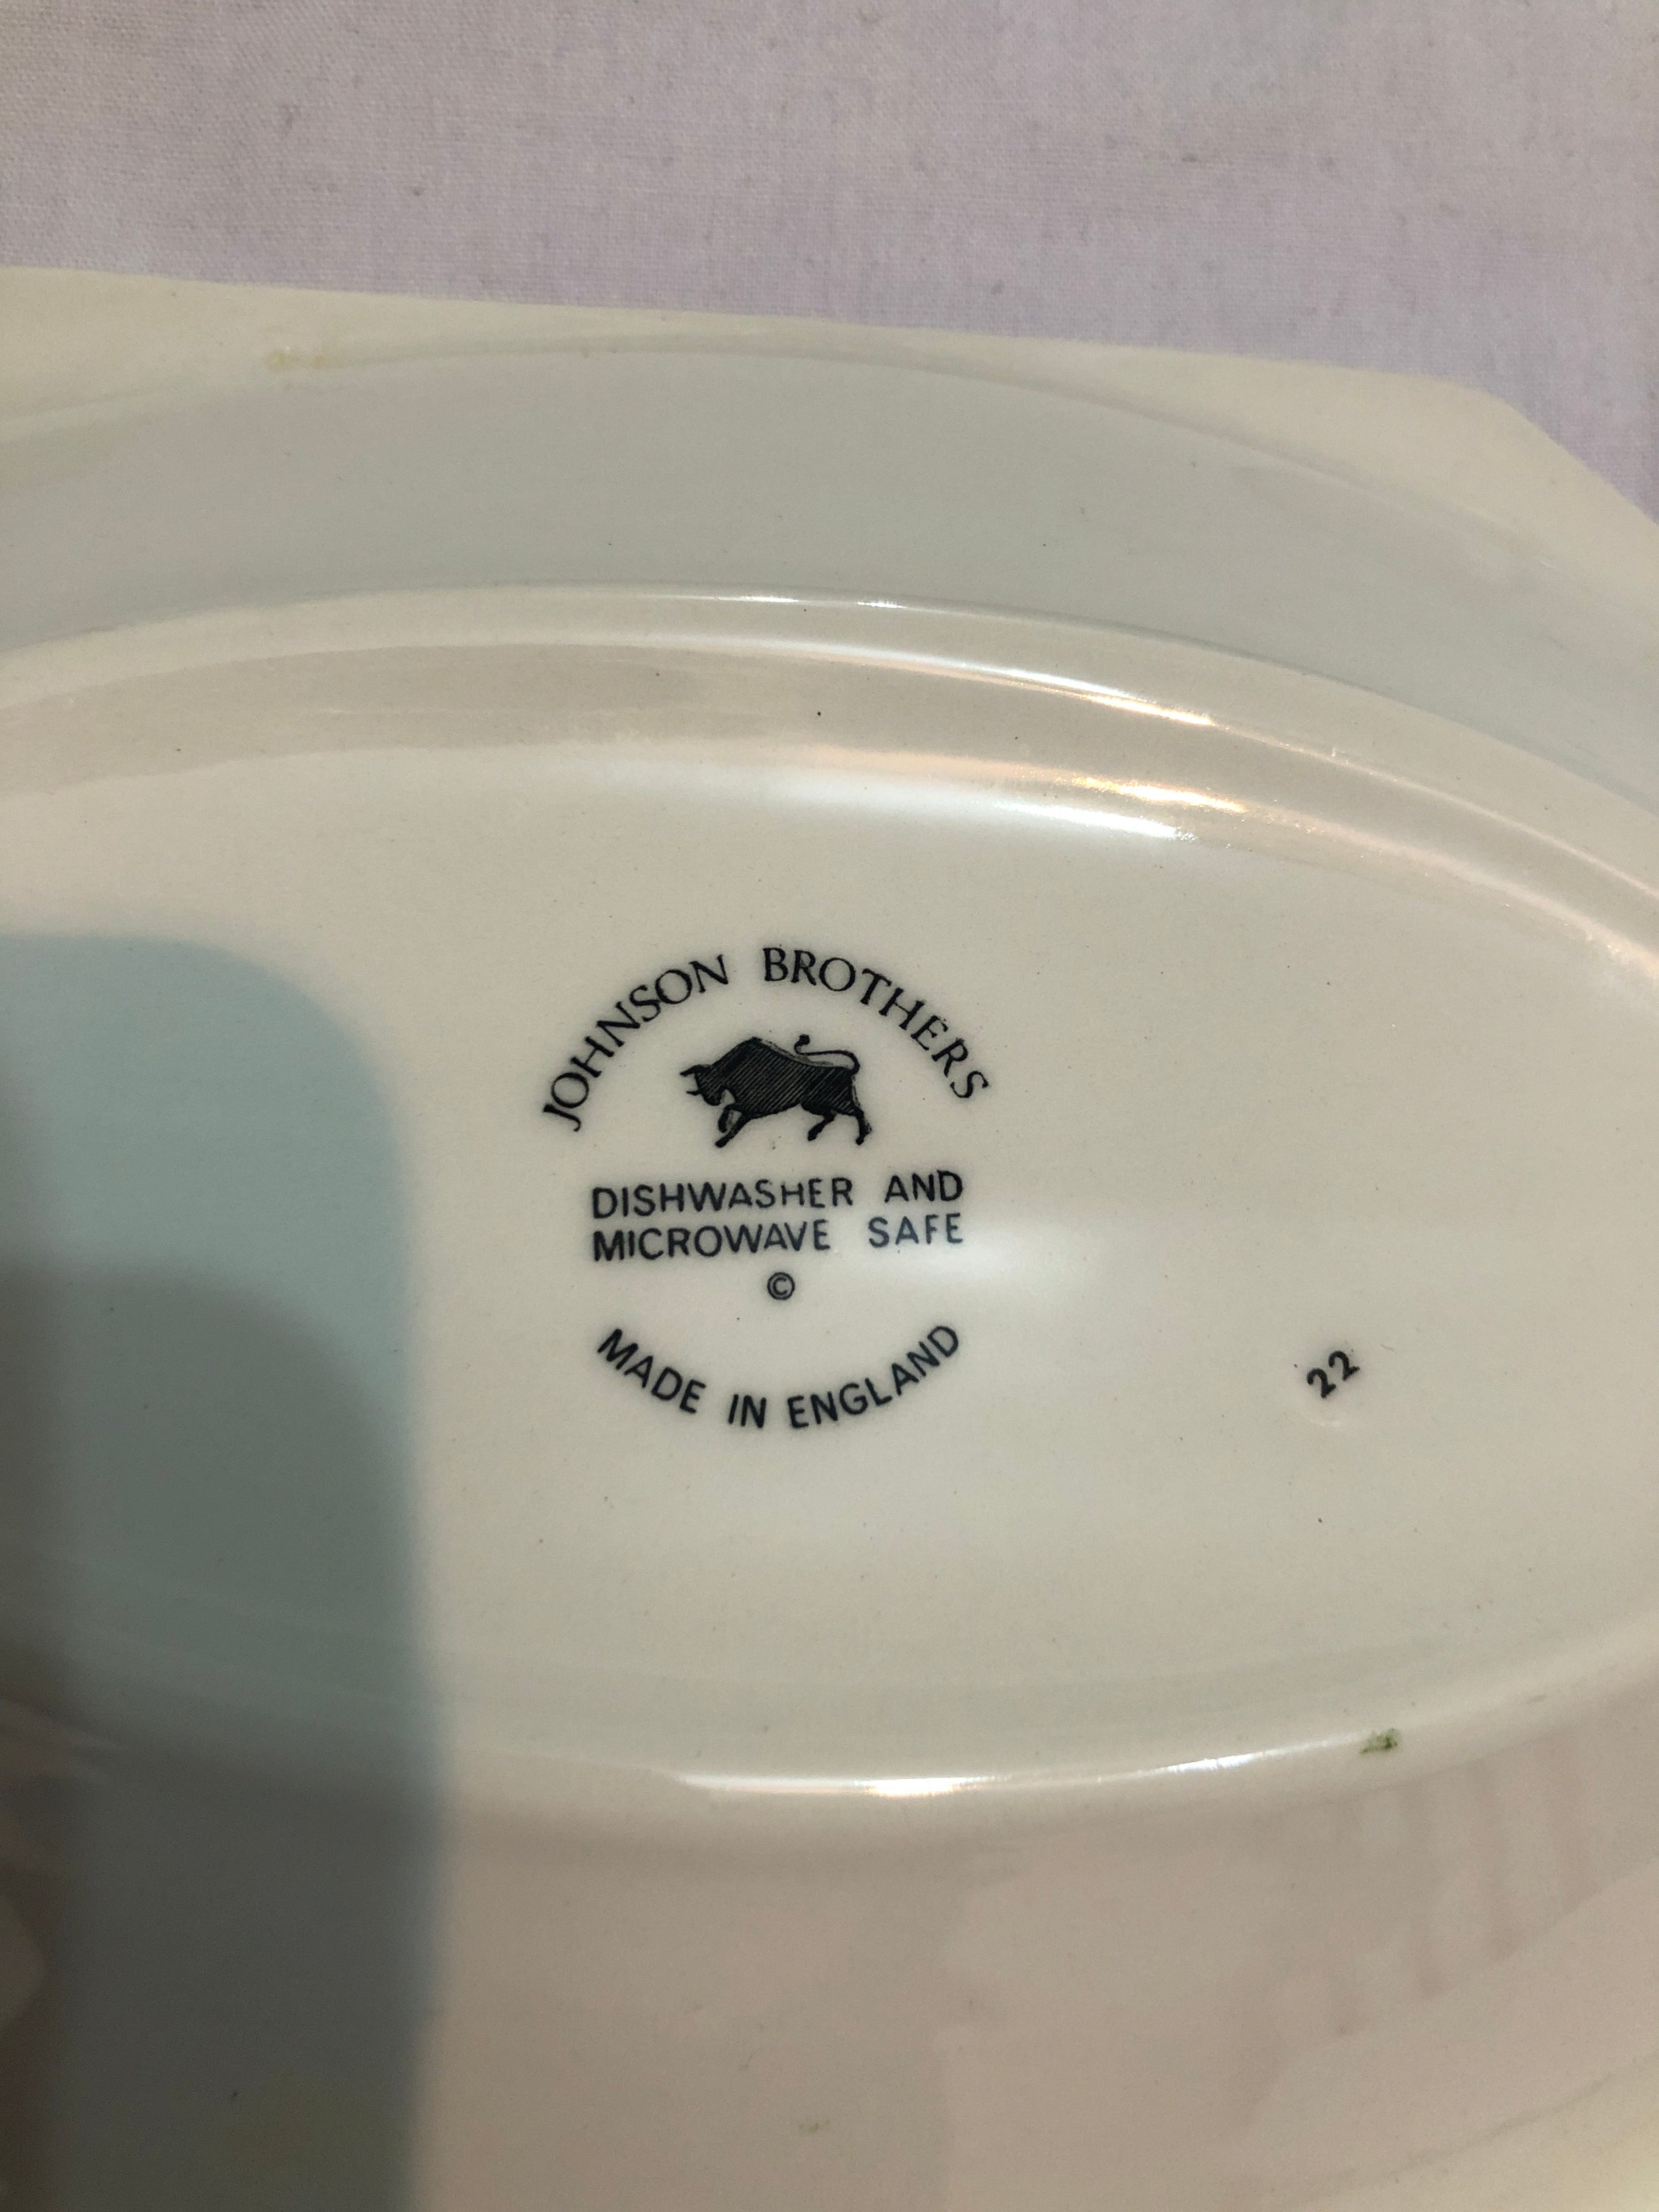 JOHNSON BROTHERS
DISHWASHER AND
MICROWAVE SAFE
©
MADE IN ENGLAND
22